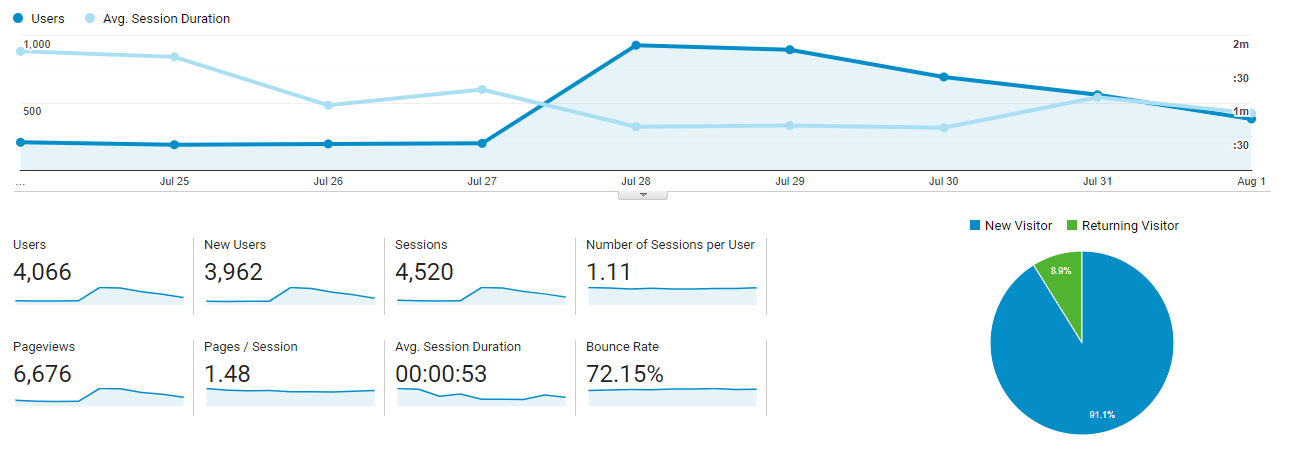 Users Avg. Session Duration
1,000 2m
:30
500 1m
:30
... Jul 25 Jul 26 Jul 27 Jul 28 Jul 29 Jul 30 Jul 31 Aug 1
New Visitor Returning Visitor
Users New Users Sessions Number of Sessions per User
4,066 3,962 4,520 1.11
8.9%
Pageviews Pages / Session Avg. Session Duration Bounce Rate
6,676 1.48 00:00:53 72.15%
91.1%